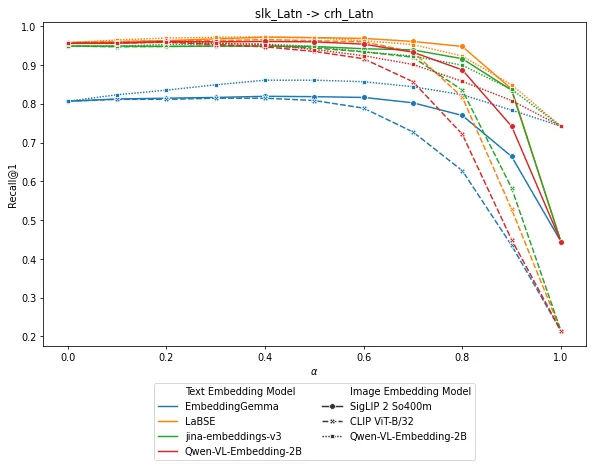 slk_Latn -> crh_Latn
Recall@1
1.0
0.9
0.8
0.7
0.6
0.5
0.4
0.3
0.2
0.0
0.2
0.4
0.6
0.8
1.0
α
Text Embedding Model
EmbeddingGemma
LaBSE
jina-embeddings-v3
Qwen-VL-Embedding-2B
Image Embedding Model
SigLIP 2 So400m
CLIP ViT-B/32
Qwen-VL-Embedding-2B